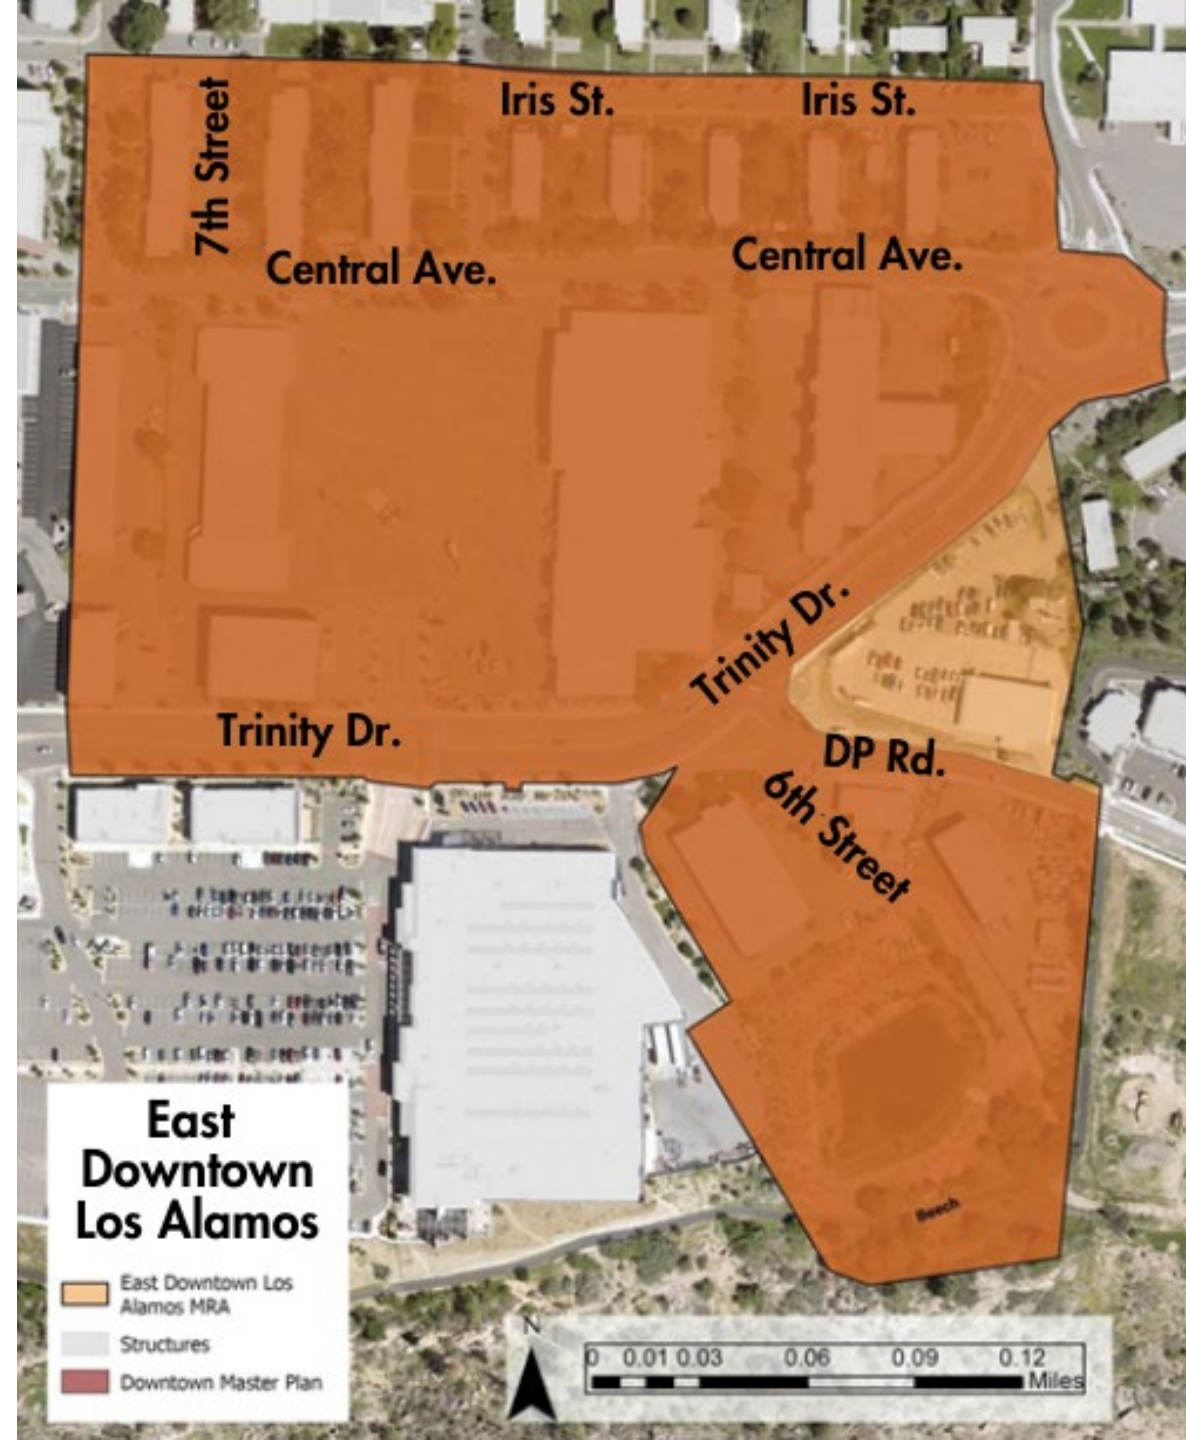 Iris St.
Iris St.
7th Street
Central Ave.
Central Ave.
Trinity Dr.
Trinity Dr.
DP Rd.
6th Street
Beech
East
Downtown
Los Alamos
East Downtown Los
Alamos MRA
Structures
Downtown Master Plan
N
0 0.01 0.03 0.06 0.09 0.12
Miles